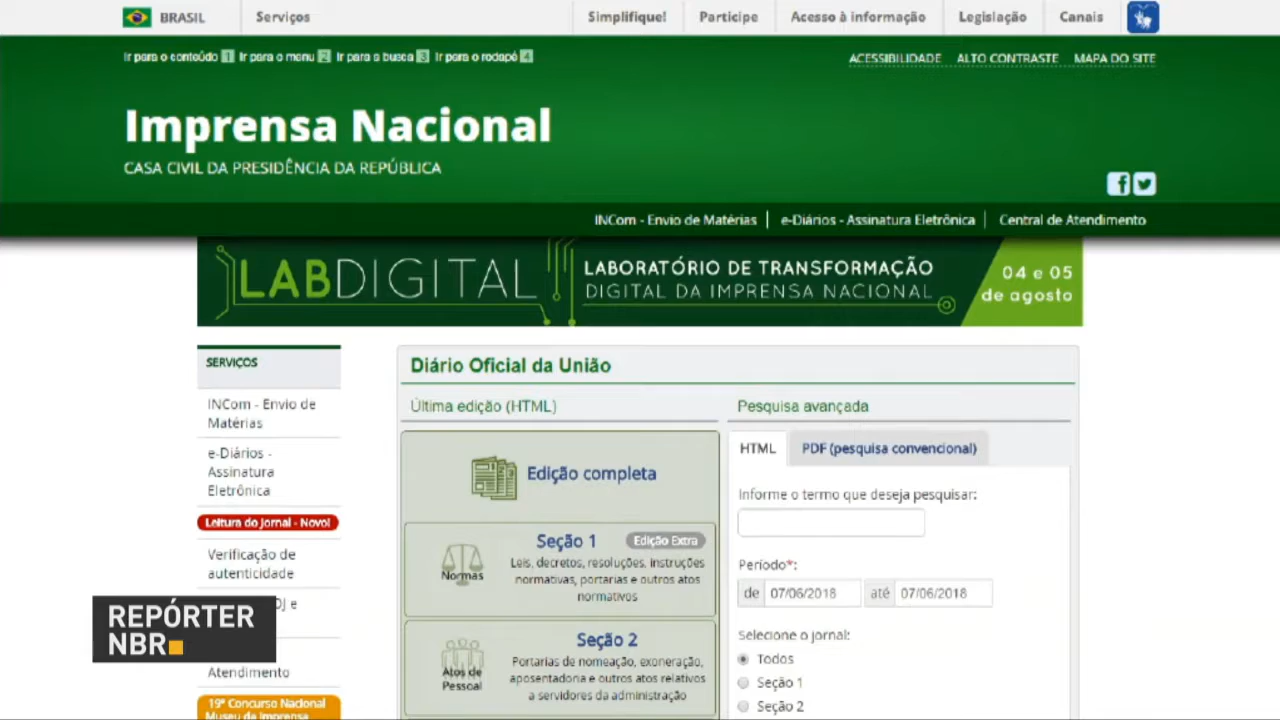 BRASIL
Serviços
Simplifique!
Participe
Acesso à informação
Legislação
Canais
Ir para o conteúdo 1 Ir para o menu 2 Ir para a busca 3 Ir para o rodapé 4
ACESSIBILIDADE
ALTO CONTRASTE
MAPA DO SITE
Imprensa Nacional
CASA CIVIL DA PRESIDÊNCIA DA REPÚBLICA
INCom - Envio de Matérias
e-Diários - Assinatura Eletrônica
Central de Atendimento
LABDIGITAL
LABORATÓRIO DE TRANSFORMAÇÃO
DIGITAL DA IMPRENSA NACIONAL
04 e 05
de agosto
SERVIÇOS
INCom - Envio de
Matérias
e-Diários -
Assinatura
Eletrônica
Leitura do Jornal - Novo!
Verificação de
autenticidade
e
Atendimento
19º Concurso Nacional
Museu da Imprensa
REPÓRTER
NBR
Diário Oficial da União
Última edição (HTML)
Edição completa
Normas
Seção 1
Edição Extra
Leis, decretos, resoluções, instruções
normativas, portarias e outros atos
normativos
Atos de
Pessoal
Seção 2
Portarias de nomeação, exoneração,
aposentadoria e outros atos relativos
a servidores da administração
Pesquisa avançada
HTML
PDF (pesquisa convencional)
Informe o termo que deseja pesquisar:
Período*:
de 07/06/2018 até 07/06/2018
Selecione o jornal:
Todos
Seção 1
Seção 2